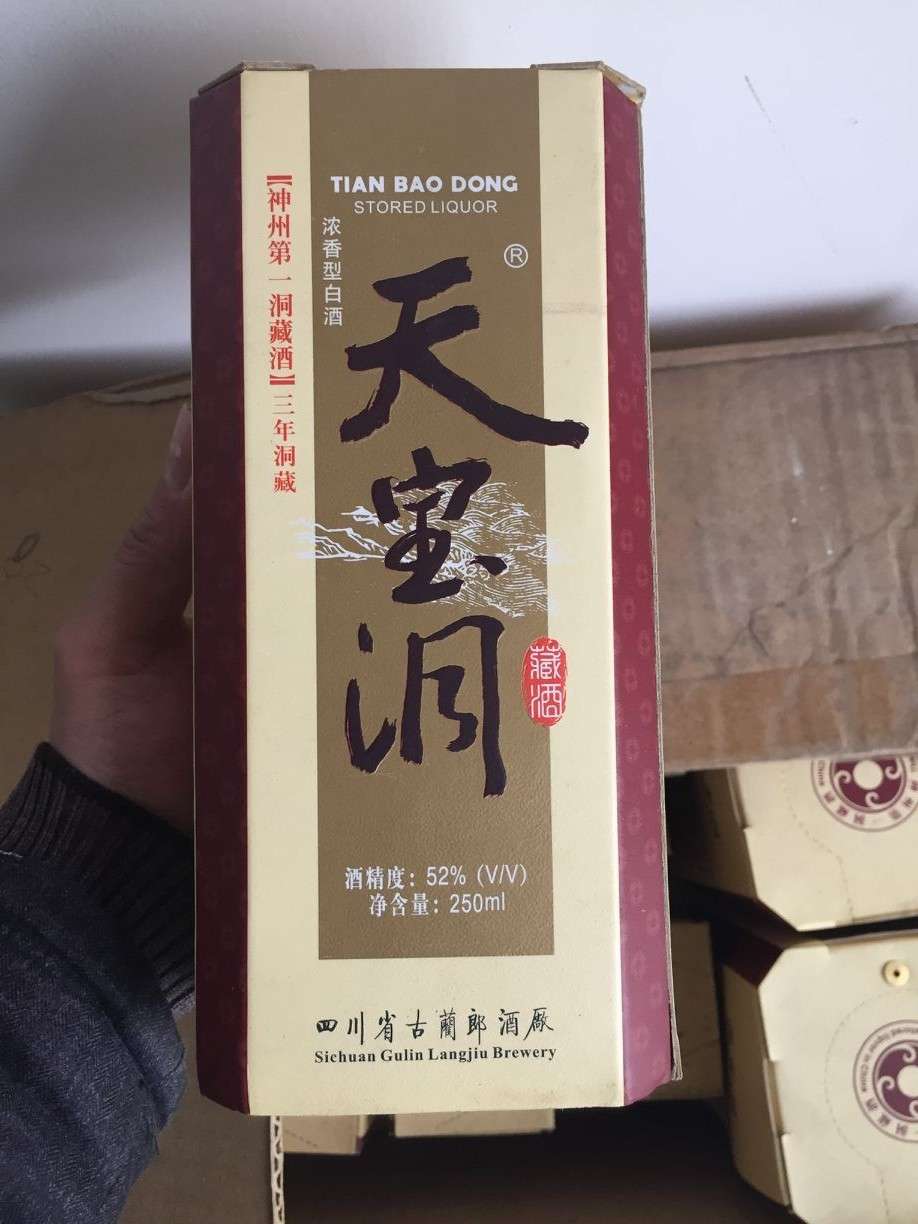 TIAN BAO DONG
STORED LIQUOR
®
浓香型白酒
【神州第一洞藏酒】三年洞藏
天宝洞
藏酒
酒精度：52%（V/V）
净含量：250ml
四川省古蔺郎酒厰
Sichuan Gulin Langjiu Brewery